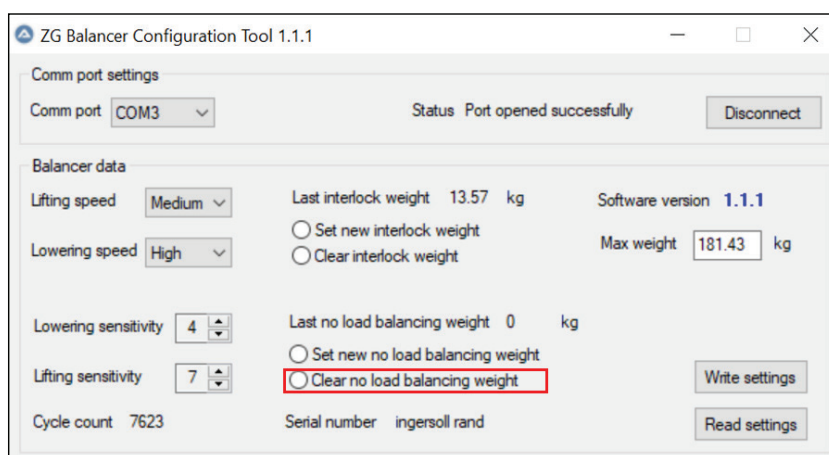 ZG Balancer Configuration Tool 1.1.1
Comm port settings
Comm port COM3 Status Port opened successfully Disconnect
Balancer data
Lifting speed Medium Last interlock weight 13.57 kg Software version 1.1.1
Set new interlock weight
Lowering speed High Clear interlock weight Max weight 181.43 kg
Lowering sensitivity 4 Last no load balancing weight 0 kg
Set new no load balancing weight
Lifting sensitivity 7 Clear no load balancing weight Write settings
Cycle count 7623 Serial number ingersoll rand Read settings